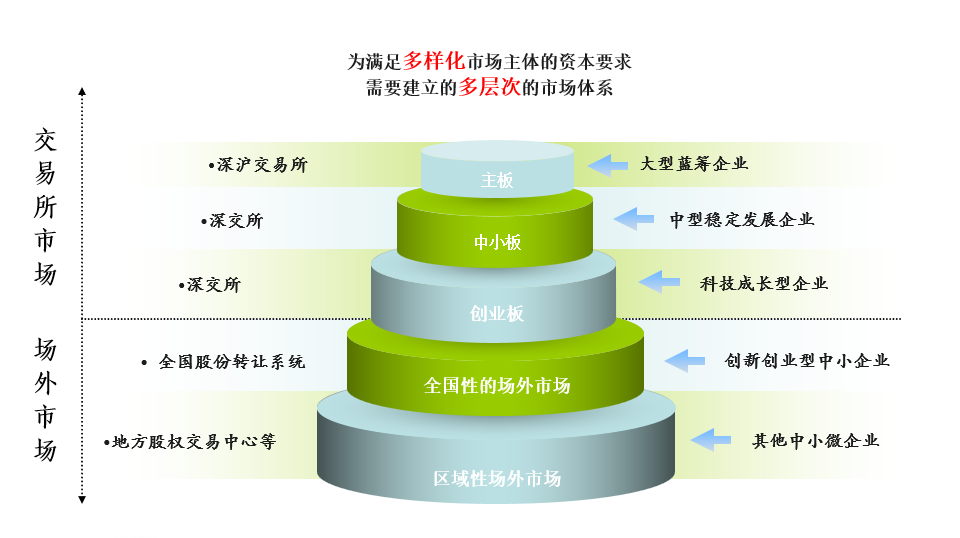 为满足多样化市场主体的资本要求
需要建立的多层次的市场体系
交易所市场
•深沪交易所
主板
大型蓝筹企业
•深交所
中小板
中型稳定发展企业
•深交所
创业板
科技成长型企业
场外市场
• 全国股份转让系统
全国性的场外市场
创新创业型中小企业
•地方股权交易中心等
区域性场外市场
其他中小微企业